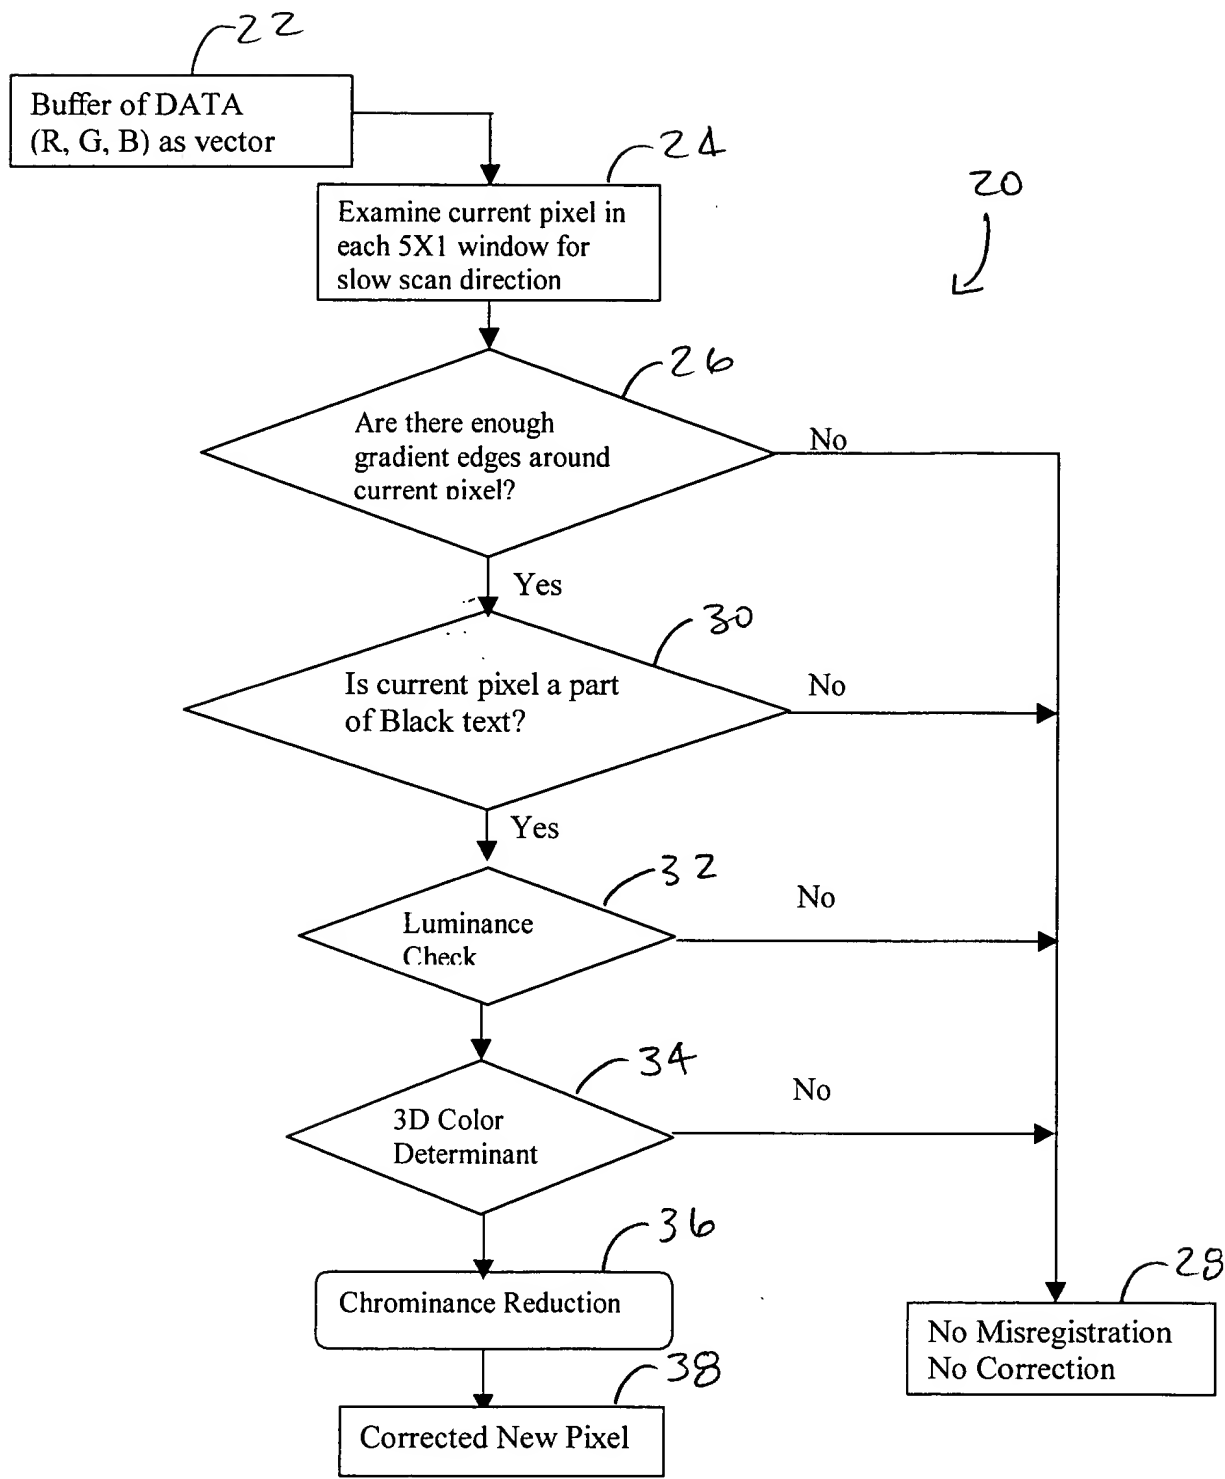 22
Buffer of DATA
(R, G, B) as vector
24
Examine current pixel in
each 5X1 window for
slow scan direction
20
26
Are there enough
gradient edges around
current pixel?
No
Yes
30
Is current pixel a part
of Black text?
No
Yes
32
Luminance
Check
No
34
3D Color
Determinant
No
36
Chrominance Reduction
28
No Misregistration
No Correction
38
Corrected New Pixel